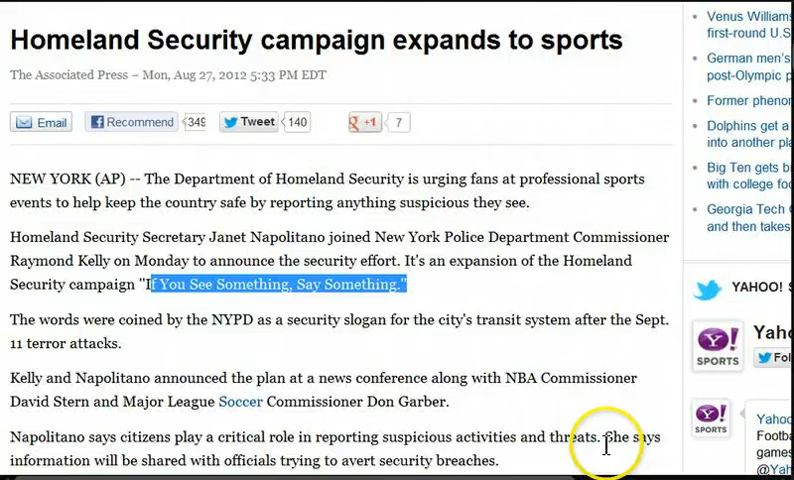 Homeland Security campaign expands to sports
The Associated Press – Mon, Aug 27, 2012 5:33 PM EDT
Email
Recommend
349
Tweet
140
+1
7
NEW YORK (AP) -- The Department of Homeland Security is urging fans at professional sports
events to help keep the country safe by reporting anything suspicious they see.
Homeland Security Secretary Janet Napolitano joined New York Police Department Commissioner
Raymond Kelly on Monday to announce the security effort. It's an expansion of the Homeland
Security campaign "If You See Something, Say Something."
The words were coined by the NYPD as a security slogan for the city's transit system after the Sept.
11 terror attacks.
Kelly and Napolitano announced the plan at a news conference along with NBA Commissioner
David Stern and Major League Soccer Commissioner Don Garber.
Napolitano says citizens play a critical role in reporting suspicious activities and threats. She says
information will be shared with officials trying to avert security breaches.
Venus Williams
first-round U.S
German men's
post-Olympic p
Former phenor
Dolphins get a
into another pla
Big Ten gets b
with college fo
Georgia Tech
and then takes
YAHOO! S
Y!
SPORTS
Yaho
Fol
Y!
SPORTS
Yahoo
Footba
games
@Yah